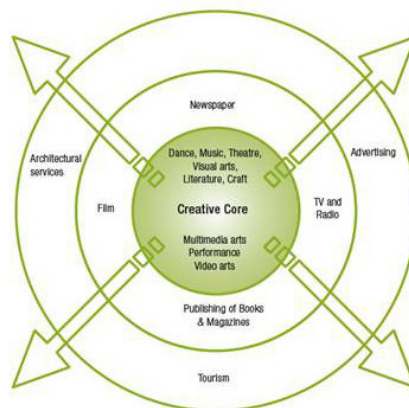 Newspaper
Dance, Music, Theatre,
Visual arts,
Literature, Craft
Architectural
services
Advertising
Film
Creative Core
TV and
Radio
Multimedia arts
Performance
Video arts
Publishing of Books
& Magazines
Tourism